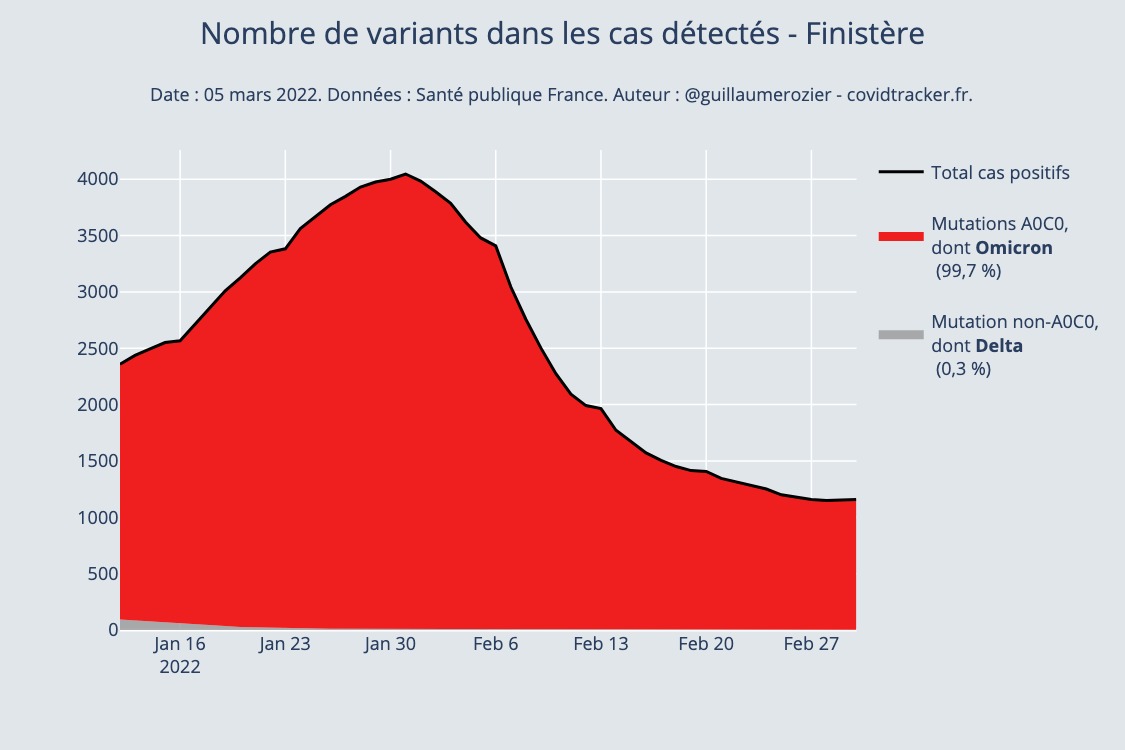 Nombre de variants dans les cas détectés - Finistère
Date : 05 mars 2022. Données : Santé publique France. Auteur : @guillaumerozier - covidtracker.fr.
4000
3500
3000
2500
2000
1500
1000
500
0
Jan 16
2022
Jan 23
Jan 30
Feb 6
Feb 13
Feb 20
Feb 27
Total cas positifs
Mutations A0C0,
dont Omicron
(99,7 %)
Mutation non-A0C0,
dont Delta
(0,3 %)